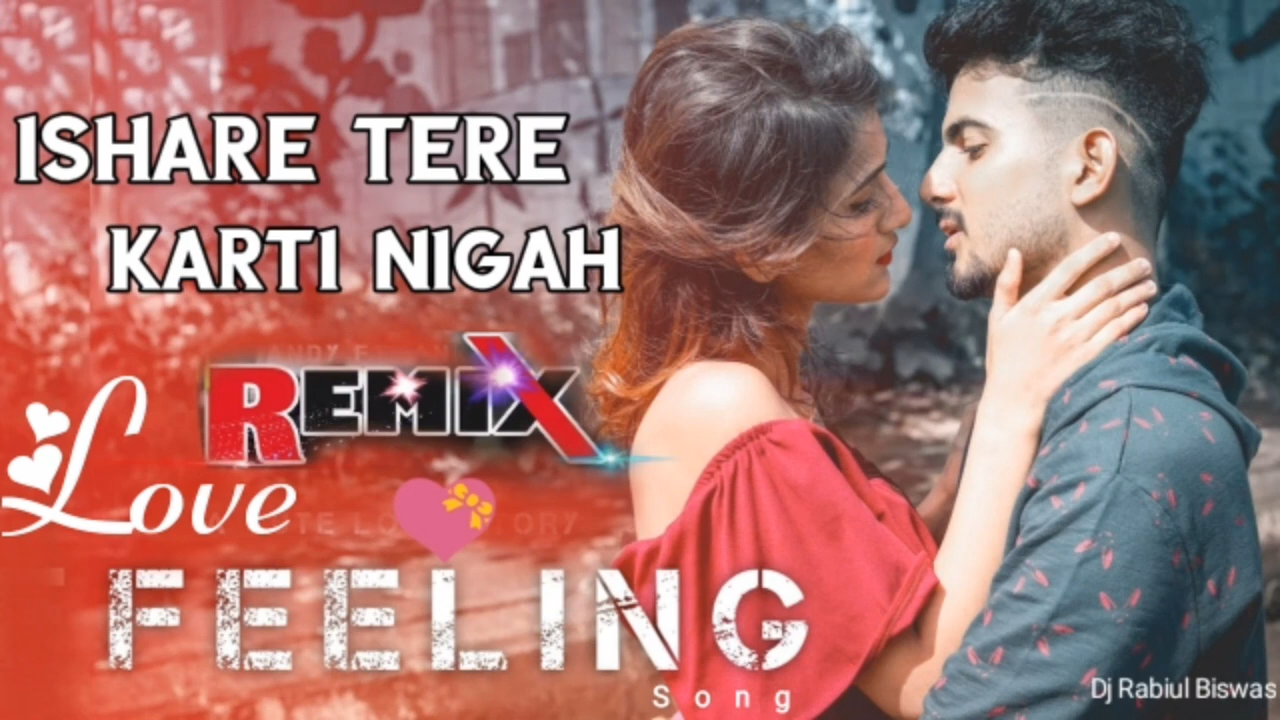 ISHARE TERE
KARTI NIGAH
REMIX
Love
FEELING
Song
Dj Rabiul Biswas